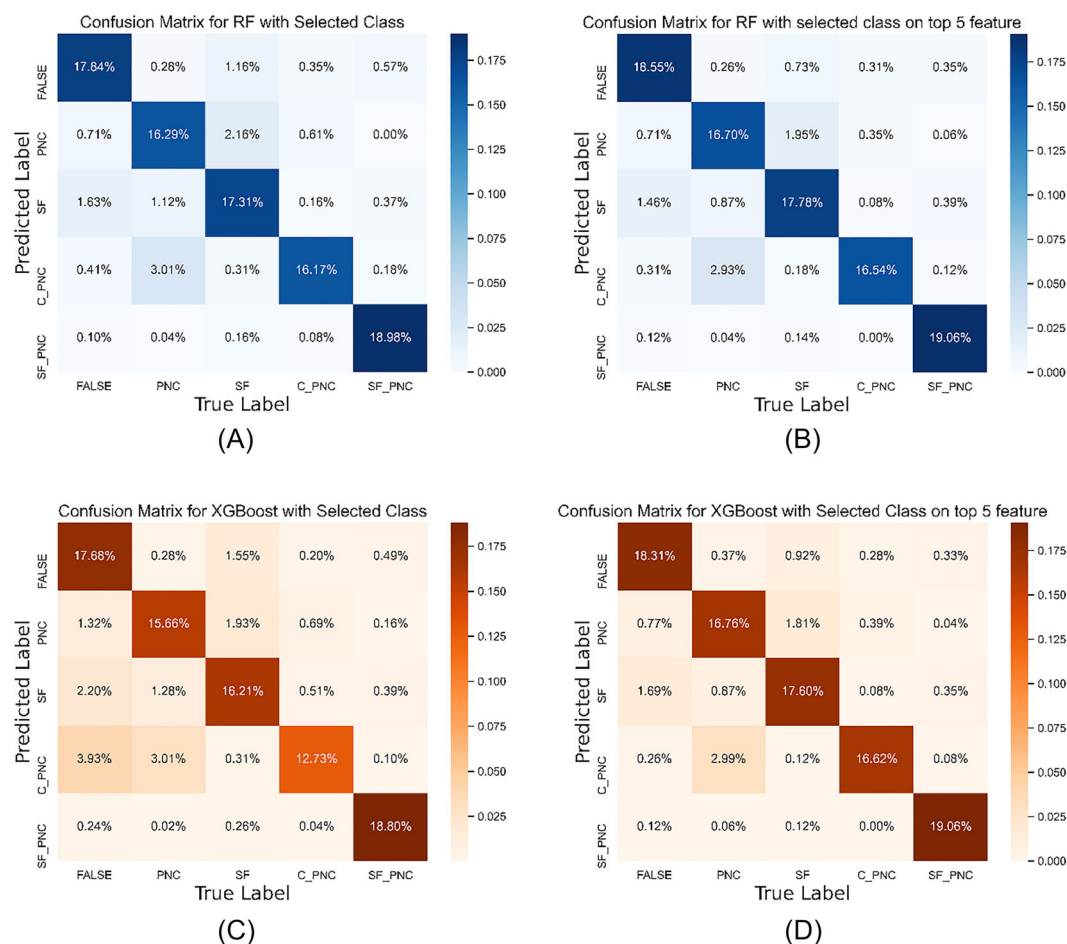 Confusion Matrix for RF with Selected Class
Predicted Label
FALSE
17.84% 0.28% 1.16% 0.35% 0.57%
PNC
0.71% 16.29% 2.16% 0.61% 0.00%
SF
1.63% 1.12% 17.31% 0.16% 0.37%
C_PNC
0.41% 3.01% 0.31% 16.17% 0.18%
SF_PNC
0.10% 0.04% 0.16% 0.08% 18.98%
FALSE PNC SF C_PNC SF_PNC
True Label
0.175
0.150
0.125
0.100
0.075
0.050
0.025
0.000
(A)
Confusion Matrix for RF with selected class on top 5 feature
Predicted Label
FALSE
18.55% 0.26% 0.73% 0.31% 0.35%
PNC
0.71% 16.70% 1.95% 0.35% 0.06%
SF
1.46% 0.87% 17.78% 0.08% 0.39%
C_PNC
0.31% 2.93% 0.18% 16.54% 0.12%
SF_PNC
0.12% 0.04% 0.14% 0.00% 19.06%
FALSE PNC SF C_PNC SF_PNC
True Label
0.175
0.150
0.125
0.100
0.075
0.050
0.025
0.000
(B)
Confusion Matrix for XGBoost with Selected Class
Predicted Label
FALSE
17.68% 0.28% 1.55% 0.20% 0.49%
PNC
1.32% 15.66% 1.93% 0.69% 0.16%
SF
2.20% 1.28% 16.21% 0.51% 0.39%
C_PNC
3.93% 3.01% 0.31% 12.73% 0.10%
SF_PNC
0.24% 0.02% 0.26% 0.04% 18.80%
FALSE PNC SF C_PNC SF_PNC
True Label
0.175
0.150
0.125
0.100
0.075
0.050
0.025
(C)
Confusion Matrix for XGBoost with Selected Class on top 5 feature
Predicted Label
FALSE
18.31% 0.37% 0.92% 0.28% 0.33%
PNC
0.77% 16.76% 1.81% 0.39% 0.04%
SF
1.69% 0.87% 17.60% 0.08% 0.35%
C_PNC
0.26% 2.99% 0.12% 16.62% 0.08%
SF_PNC
0.12% 0.06% 0.12% 0.00% 19.06%
FALSE PNC SF C_PNC SF_PNC
True Label
0.175
0.150
0.125
0.100
0.075
0.050
0.025
0.000
(D)